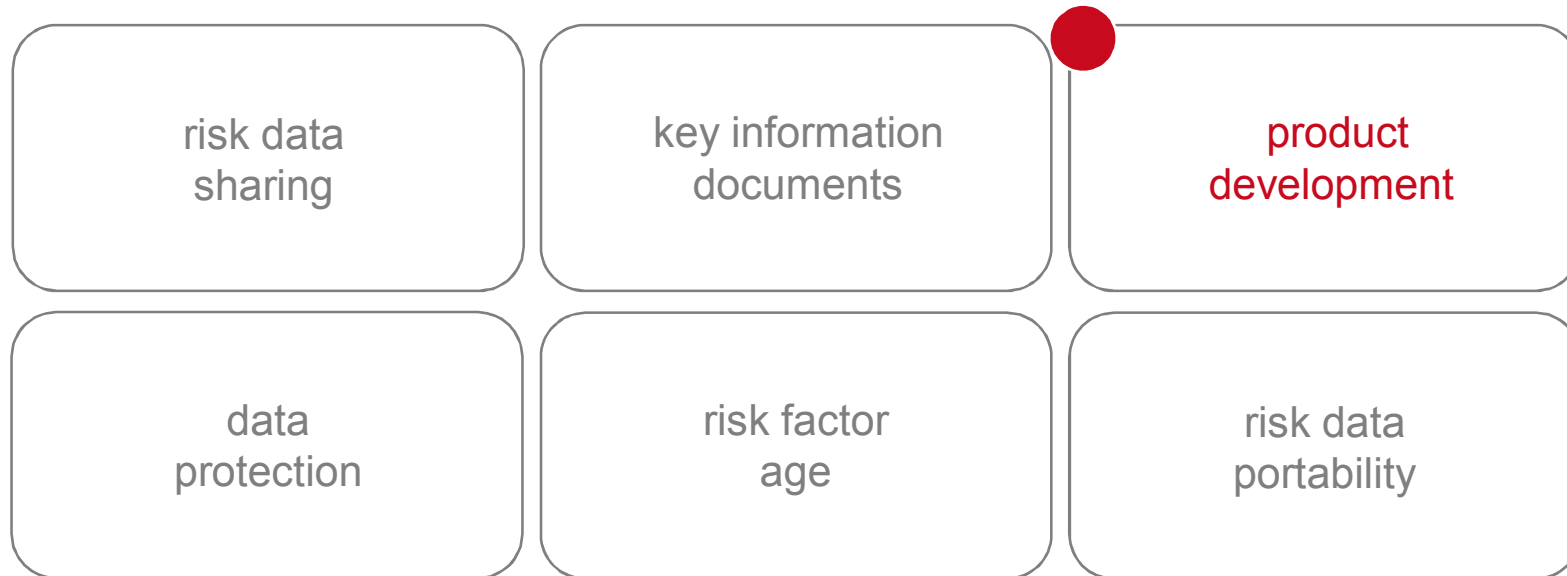 risk data
sharing
key information
documents
product
development
data
protection
risk factor
age
risk data
portability